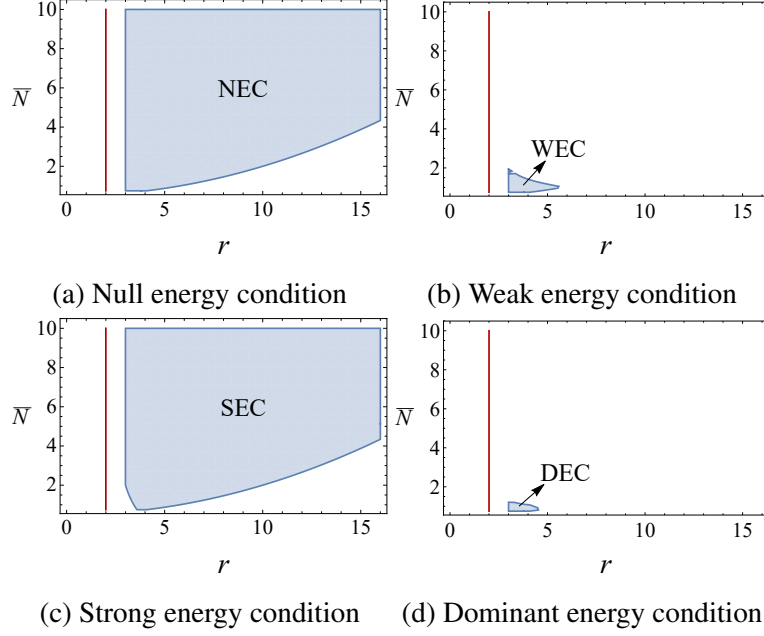 10
8
6
4
2
N̅
NEC
0 5 10 15
r
(a) Null energy condition
10
8
6
4
2
N̅
WEC
0 5 10 15
r
(b) Weak energy condition
10
8
6
4
2
N̅
SEC
0 5 10 15
r
(c) Strong energy condition
10
8
6
4
2
N̅
DEC
0 5 10 15
r
(d) Dominant energy condition